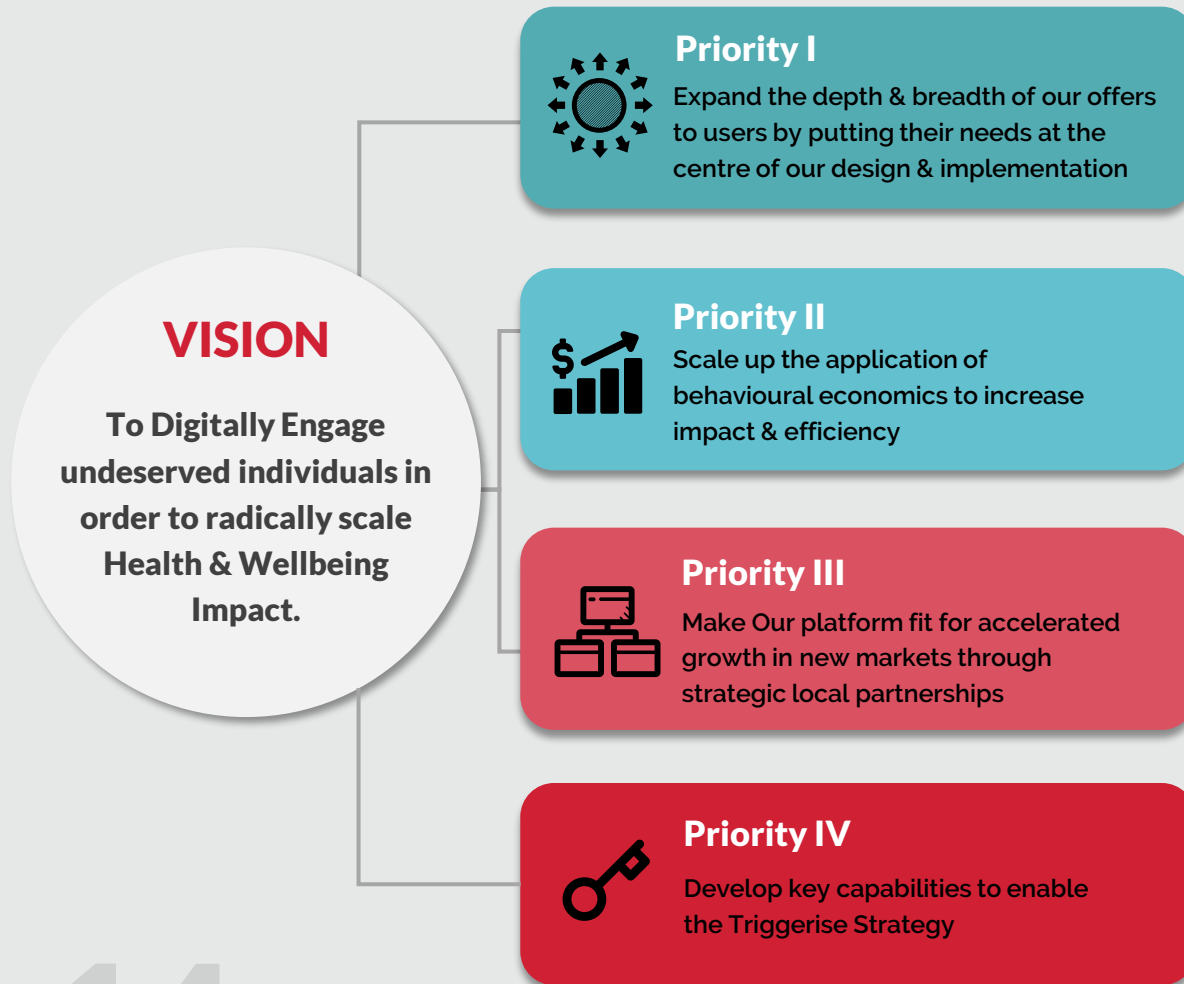 VISION
To Digitally Engage
undeserved individuals in
order to radically scale
Health & Wellbeing
Impact.
Priority I
Expand the depth & breadth of our offers
to users by putting their needs at the
centre of our design & implementation
Priority II
$
Scale up the application of
behavioural economics to increase
impact & efficiency
Priority III
Make Our platform fit for accelerated
growth in new markets through
strategic local partnerships
Priority IV
Develop key capabilities to enable
the Triggerise Strategy